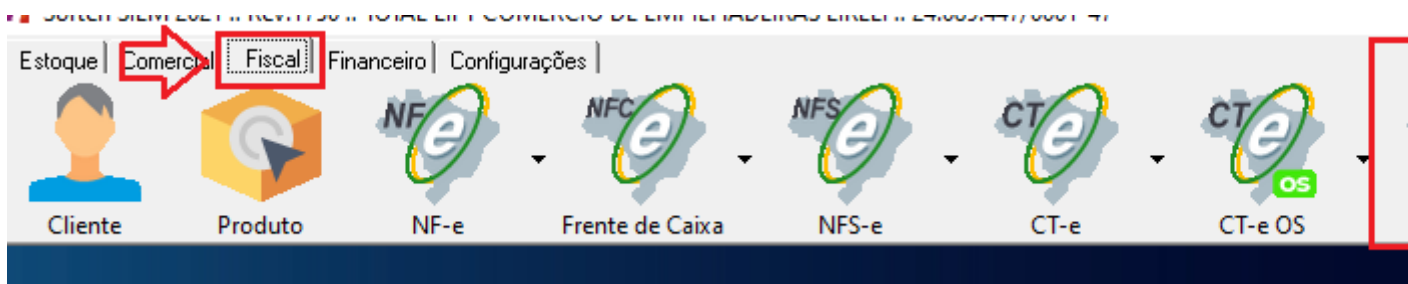 Estoque Comercial Fiscal Financeiro Configurações
NF NFC NFS CT CT
e e e e e
os
Cliente Produto NF-e Frente de Caixa NFS-e CT-e CT-e OS